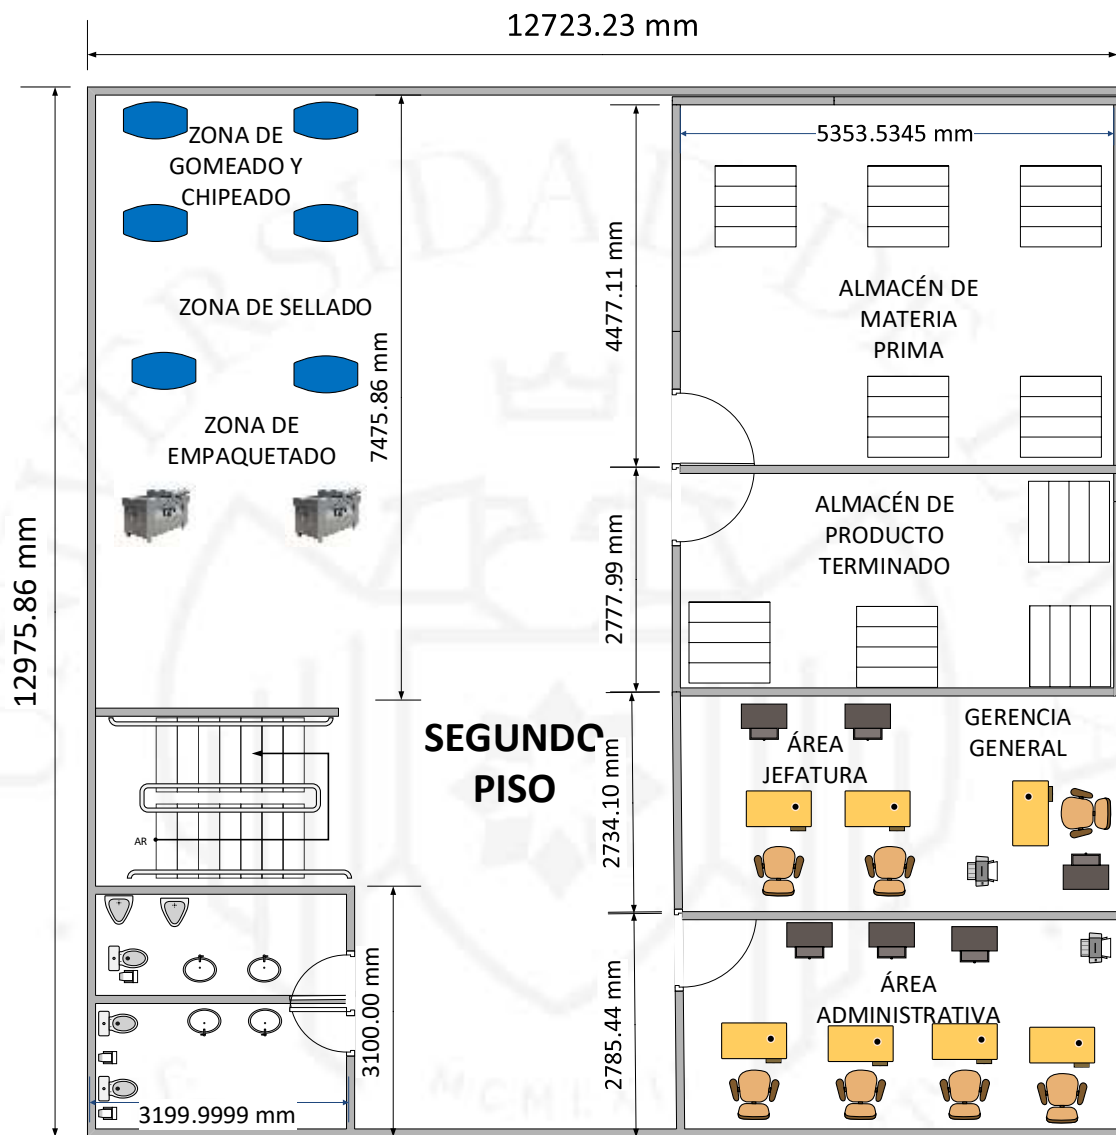 12723.23 mm
5353.5345 mm
ZONA DE
GOMEADO Y
CHIPEADO
ZONA DE SELLADO
ZONA DE
EMPAQUETADO
12"
12"
7475.86 mm
12975.86 mm
4477.11 mm
ALMACÉN DE
MATERIA
PRIMA
2777.99 mm
ALMACÉN DE
PRODUCTO
TERMINADO
SEGUNDO
PISO
2734.10 mm
ÁREA
JEFATURA
GERENCIA
GENERAL
AR
3100.00 mm
2785.44 mm
ÁREA
ADMINISTRATIVA
3199.9999 mm